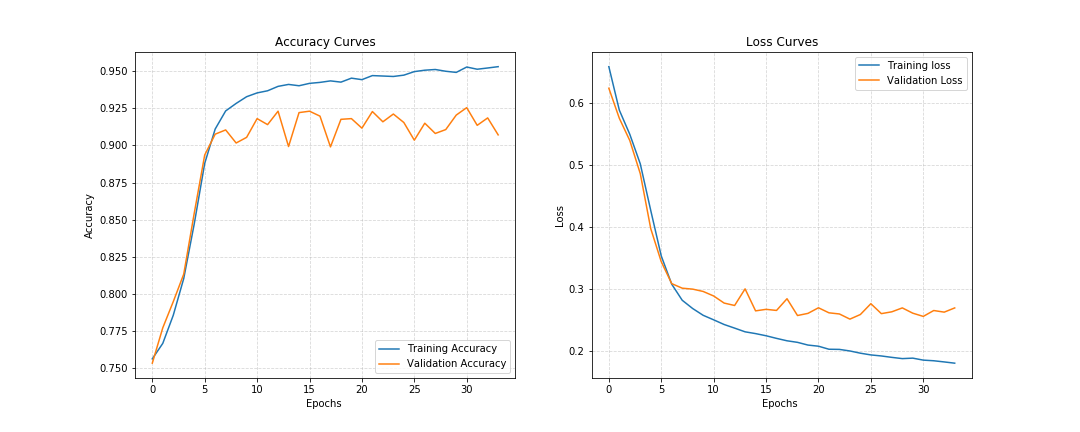 Accuracy Curves
0.950
0.925
0.900
0.875
0.850
0.825
0.800
0.775
0.750
Accuracy
Training Accuracy
Validation Accuracy
0 5 10 15 20 25 30
Epochs
Loss Curves
Training loss
Validation Loss
0.6
0.5
0.4
0.3
0.2
Loss
0 5 10 15 20 25 30
Epochs